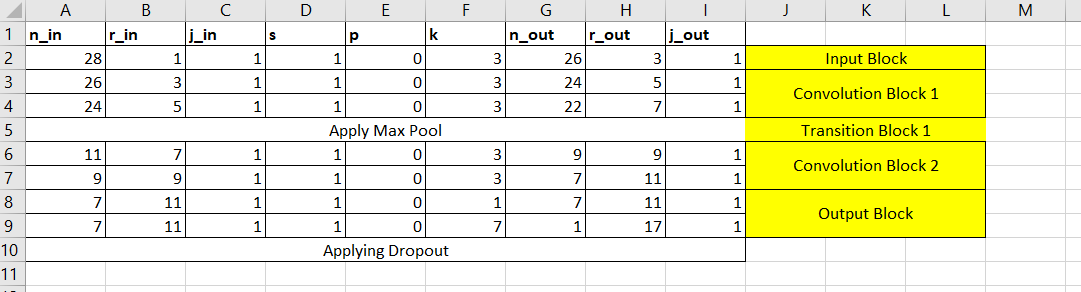 A B C D E F G H I J K L M
1 n_in r_in j_in s p k n_out r_out j_out
2 28 1 1 1 0 3 26 3 1 Input Block
3 26 3 1 1 0 3 24 5 1
Convolution Block 1
4 24 5 1 1 0 3 22 7 1
5 Apply Max Pool Transition Block 1
6 11 7 1 1 0 3 9 9 1
Convolution Block 2
7 9 9 1 1 0 3 7 11 1
8 7 11 1 1 0 1 7 11 1
Output Block
9 7 11 1 1 0 7 1 17 1
10 Applying Dropout
11